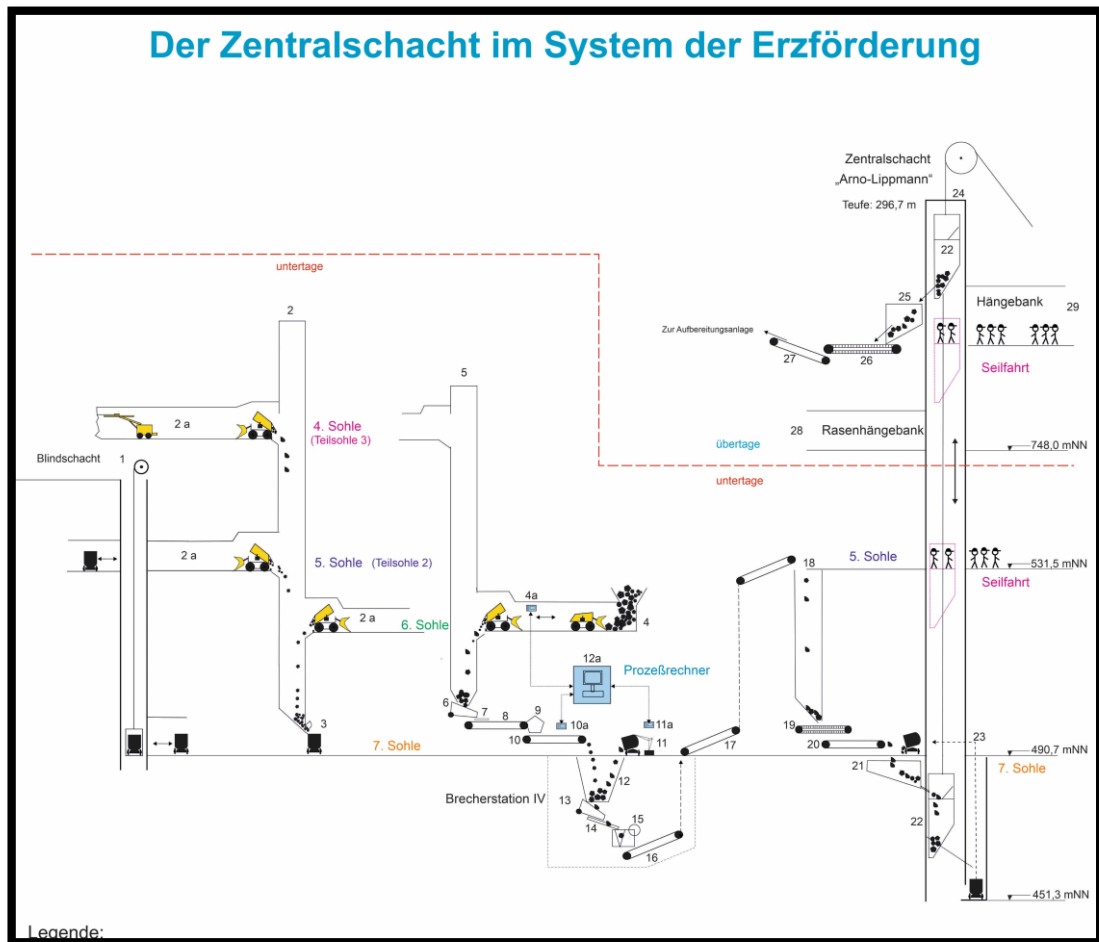 Der Zentralschacht im System der Erzförderung
Zentralschacht
„Arno-Lippmann“
Teufe: 296,7 m
24
22
untertage
2
25
Hängebank
29
Zur Aufbereitungsanlage
27
26
Seilfahrt
5
2 a
4. Sohle
(Teilsohle 3)
28
Rasenhängebank
übertage
748,0 mNN
Blindschacht
1
untertage
2 a
5. Sohle
(Teilsohle 2)
18
5. Sohle
531,5 mNN
Seilfahrt
4a
2 a
6. Sohle
4
12a
Prozeßrechner
6
7
8
9
3
10a
11a
10
11
17
19
20
23
7. Sohle
490,7 mNN
7. Sohle
21
12
Brecherstation IV
13
14
15
16
22
451,3 mNN
Legende: